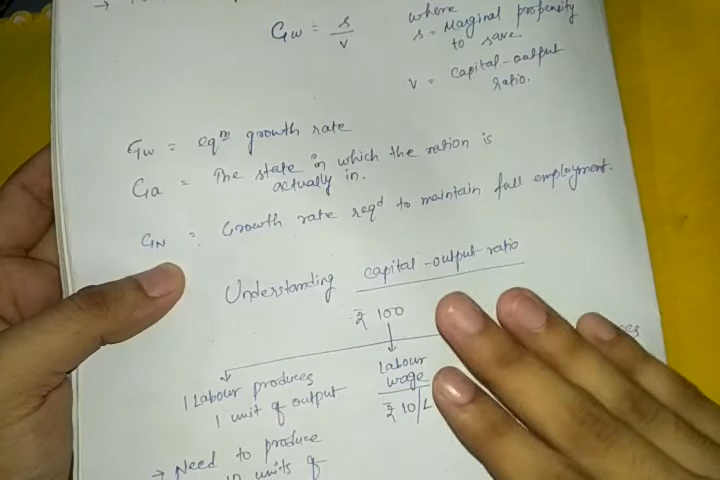 Gw = s/v
where
s = Marginal propensity
to save
v = Capital-output
ratio.
Gw = eqm growth rate
Ga = The state in which the nation is
actually in.
GN = Growth rate reqd to maintain full employment.
Understanding capital-output-ratio
₹ 100
1 Labour produces
1 unit of output
Labour
wage
₹ 10/L
→ Need to produce
units of